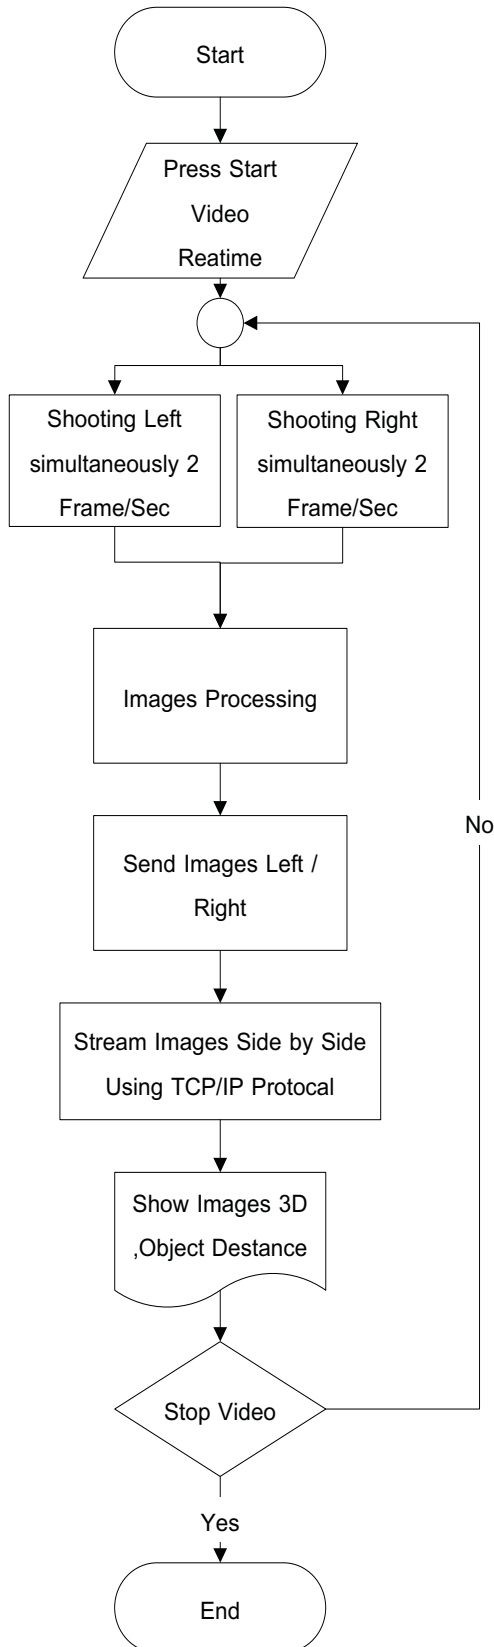 Start
Press Start
Video
Reatime
Shooting Left
simultaneously 2
Frame/Sec
Shooting Right
simultaneously 2
Frame/Sec
Images Processing
Send Images Left /
Right
Stream Images Side by Side
Using TCP/IP Protocal
Show Images 3D
,Object Destance
Stop Video
No
Yes
End